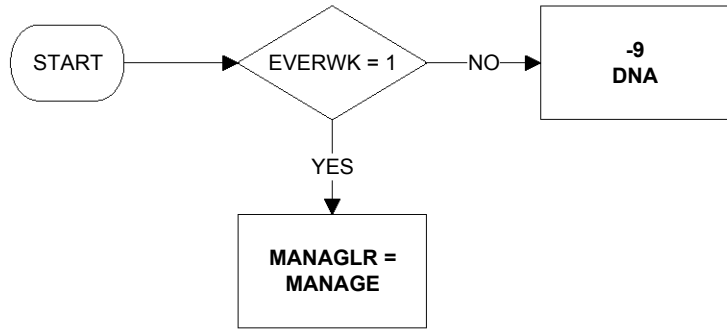 START
EVERWK = 1
NO
-9
DNA
YES
MANAGLR =
MANAGE